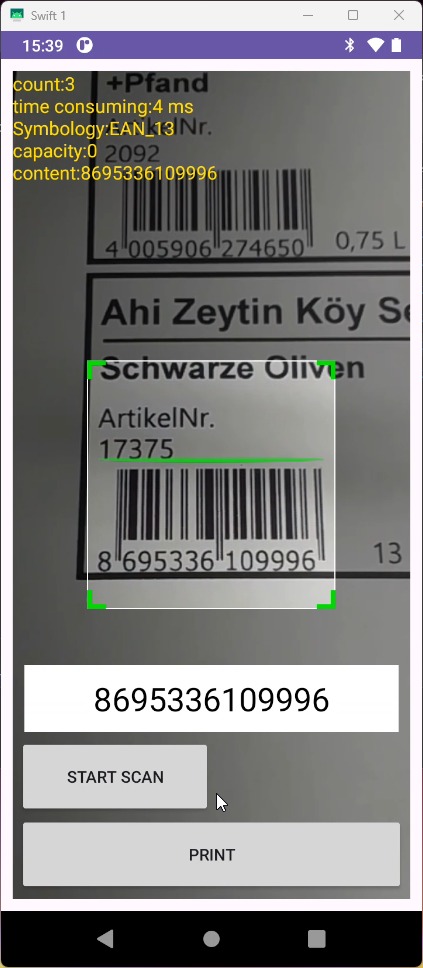 Swift 1
15:39
count:3
time consuming:4 ms
Symbology:EAN_13
capacity:0
content:8695336109996
+Pfand
ArtikelNr.
2092
4 005906 274650
0,75 L
Ahi Zeytin Köy Se
Schwarze Oliven
ArtikelNr.
17375
8 695336 109996
13
8695336109996
START SCAN
PRINT